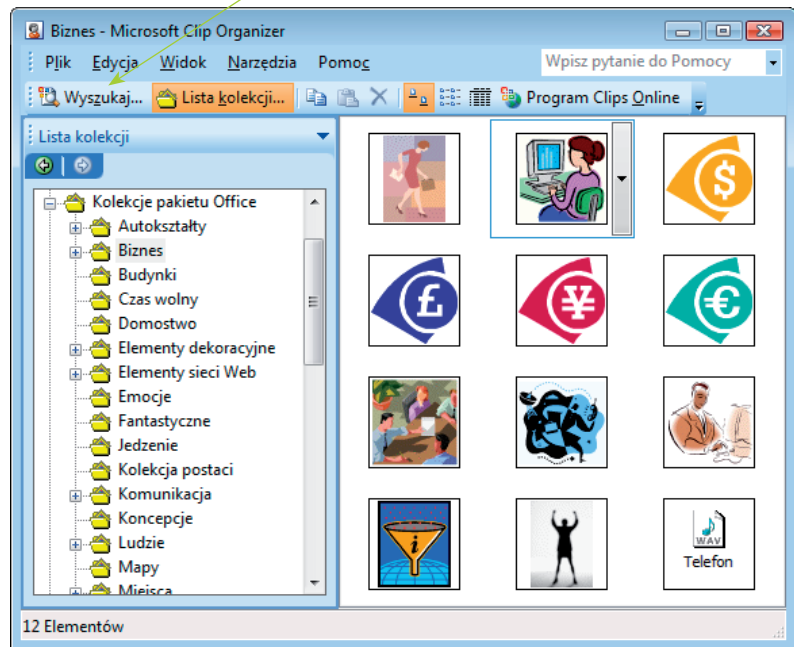 Biznes - Microsoft Clip Organizer
Plik Edycja Widok Narzędzia Pomoc Wpisz pytanie do Pomocy
Wyszukaj... Lista kolekcji... Program Clips Online
Lista kolekcji
Kolekcje pakietu Office
Autokształty
Biznes
Budynki
Czas wolny
Domostwo
Elementy dekoracyjne
Elementy sieci Web
Emocje
Fantastyczne
Jedzenie
Kolekcja postaci
Komunikacja
Koncepcje
Ludzie
Mapy
Miejsca
$
£ ¥ €
i
WAV
Telefon
12 Elementów